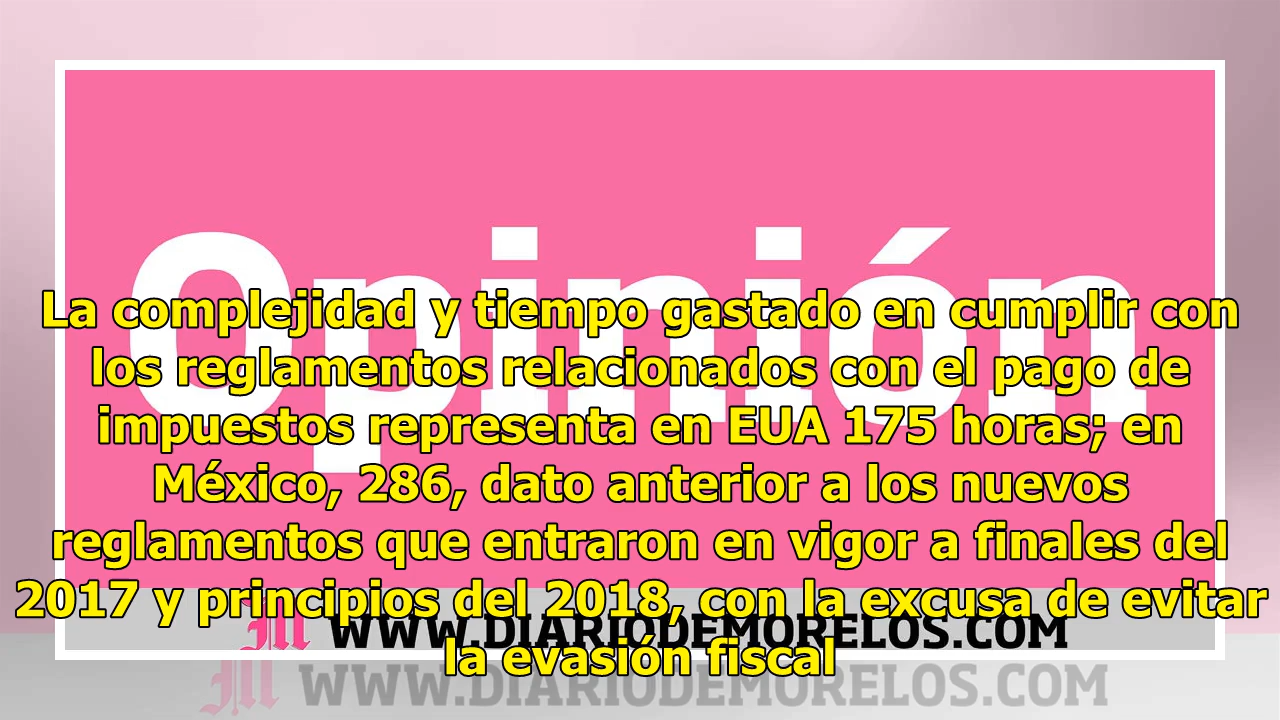 Opinión
La complejidad y tiempo gastado en cumplir con
los reglamentos relacionados con el pago de
impuestos representa en EUA 175 horas; en
México, 286, dato anterior a los nuevos
reglamentos que entraron en vigor a finales del
2017 y principios del 2018, con la excusa de evitar
la evasión fiscal
M WWW.DIARIODEMORELOS.COM
M WWW.DIARIODEMORELOS.COM